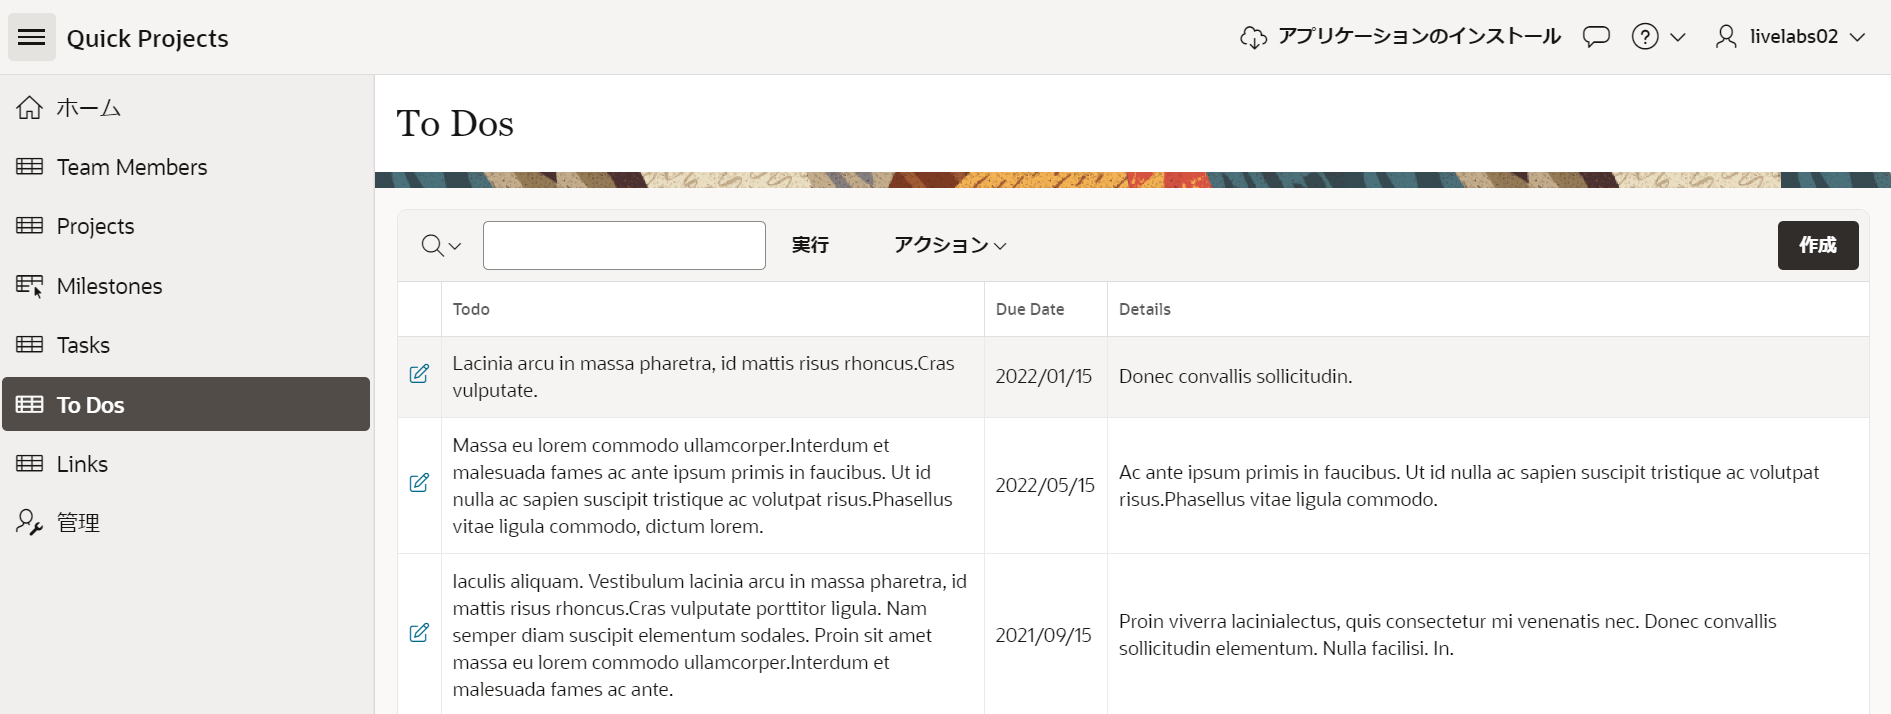 Quick Projects
アプリケーションのインストール
livelabs02
ホーム
Team Members
Projects
Milestones
Tasks
To Dos
Links
管理
To Dos
実行
アクション
作成
Todo
Due Date
Details
Lacinia arcu in massa pharetra, id mattis risus rhoncus.Cras
vulputate.
2022/01/15
Donec convallis sollicitudin.
Massa eu lorem commodo ullamcorper.Interdum et
malesuada fames ac ante ipsum primis in faucibus. Ut id
nulla ac sapien suscipit tristique ac volutpat risus.Phasellus
vitae ligula commodo, dictum lorem.
2022/05/15
Ac ante ipsum primis in faucibus. Ut id nulla ac sapien suscipit tristique ac volutpat
risus.Phasellus vitae ligula commodo.
Iaculis aliquam. Vestibulum lacinia arcu in massa pharetra, id
mattis risus rhoncus.Cras vulputate porttitor ligula. Nam
semper diam suscipit elementum sodales. Proin sit amet
massa eu lorem commodo ullamcorper.Interdum et
malesuada fames ac ante.
2021/09/15
Proin viverra lacinialectus, quis consectetur mi venenatis nec. Donec convallis
sollicitudin elementum. Nulla facilisi. In.